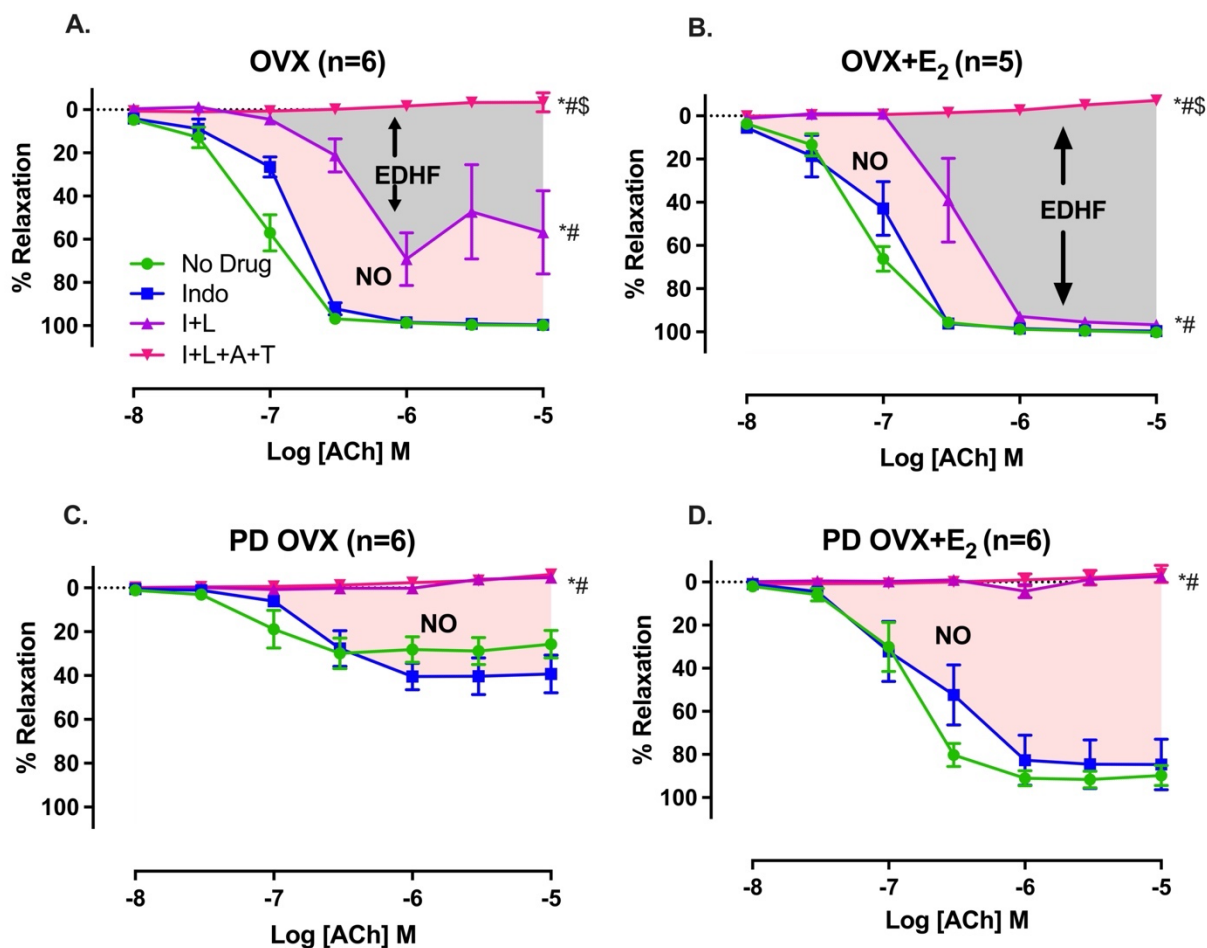 A.
OVX (n=6)
% Relaxation
0
20
40
60
80
100
EDHF
NO
*#$
*#
No Drug
Indo
I+L
I+L+A+T
-8
-7
-6
-5
Log [ACh] M
B.
OVX+E₂ (n=5)
% Relaxation
0
20
40
60
80
100
NO
EDHF
*#$
*#
-8
-7
-6
-5
Log [ACh] M
C.
PD OVX (n=6)
% Relaxation
0
20
40
60
80
100
NO
*#
-8
-7
-6
-5
Log [ACh] M
D.
PD OVX+E₂ (n=6)
% Relaxation
0
20
40
60
80
100
NO
*#
-8
-7
-6
-5
Log [ACh] M